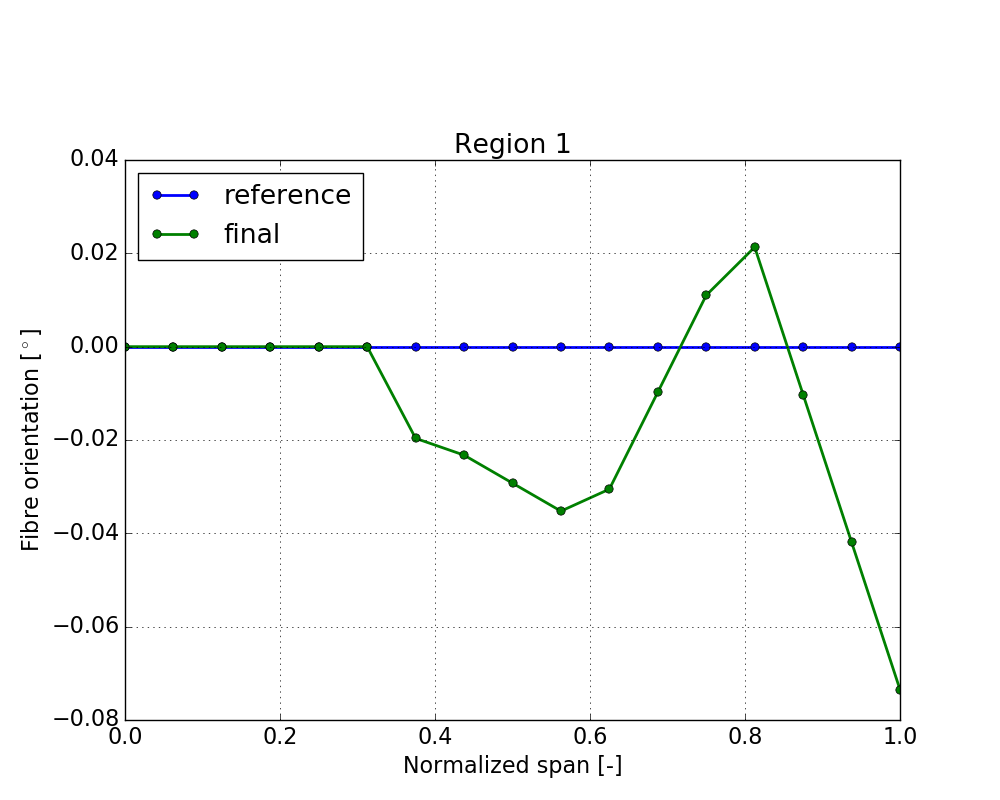 Region 1
0.04
0.02
0.00
−0.02
−0.04
−0.06
−0.08
reference
final
Fibre orientation [◦]
0.0 0.2 0.4 0.6 0.8 1.0
Normalized span [-]